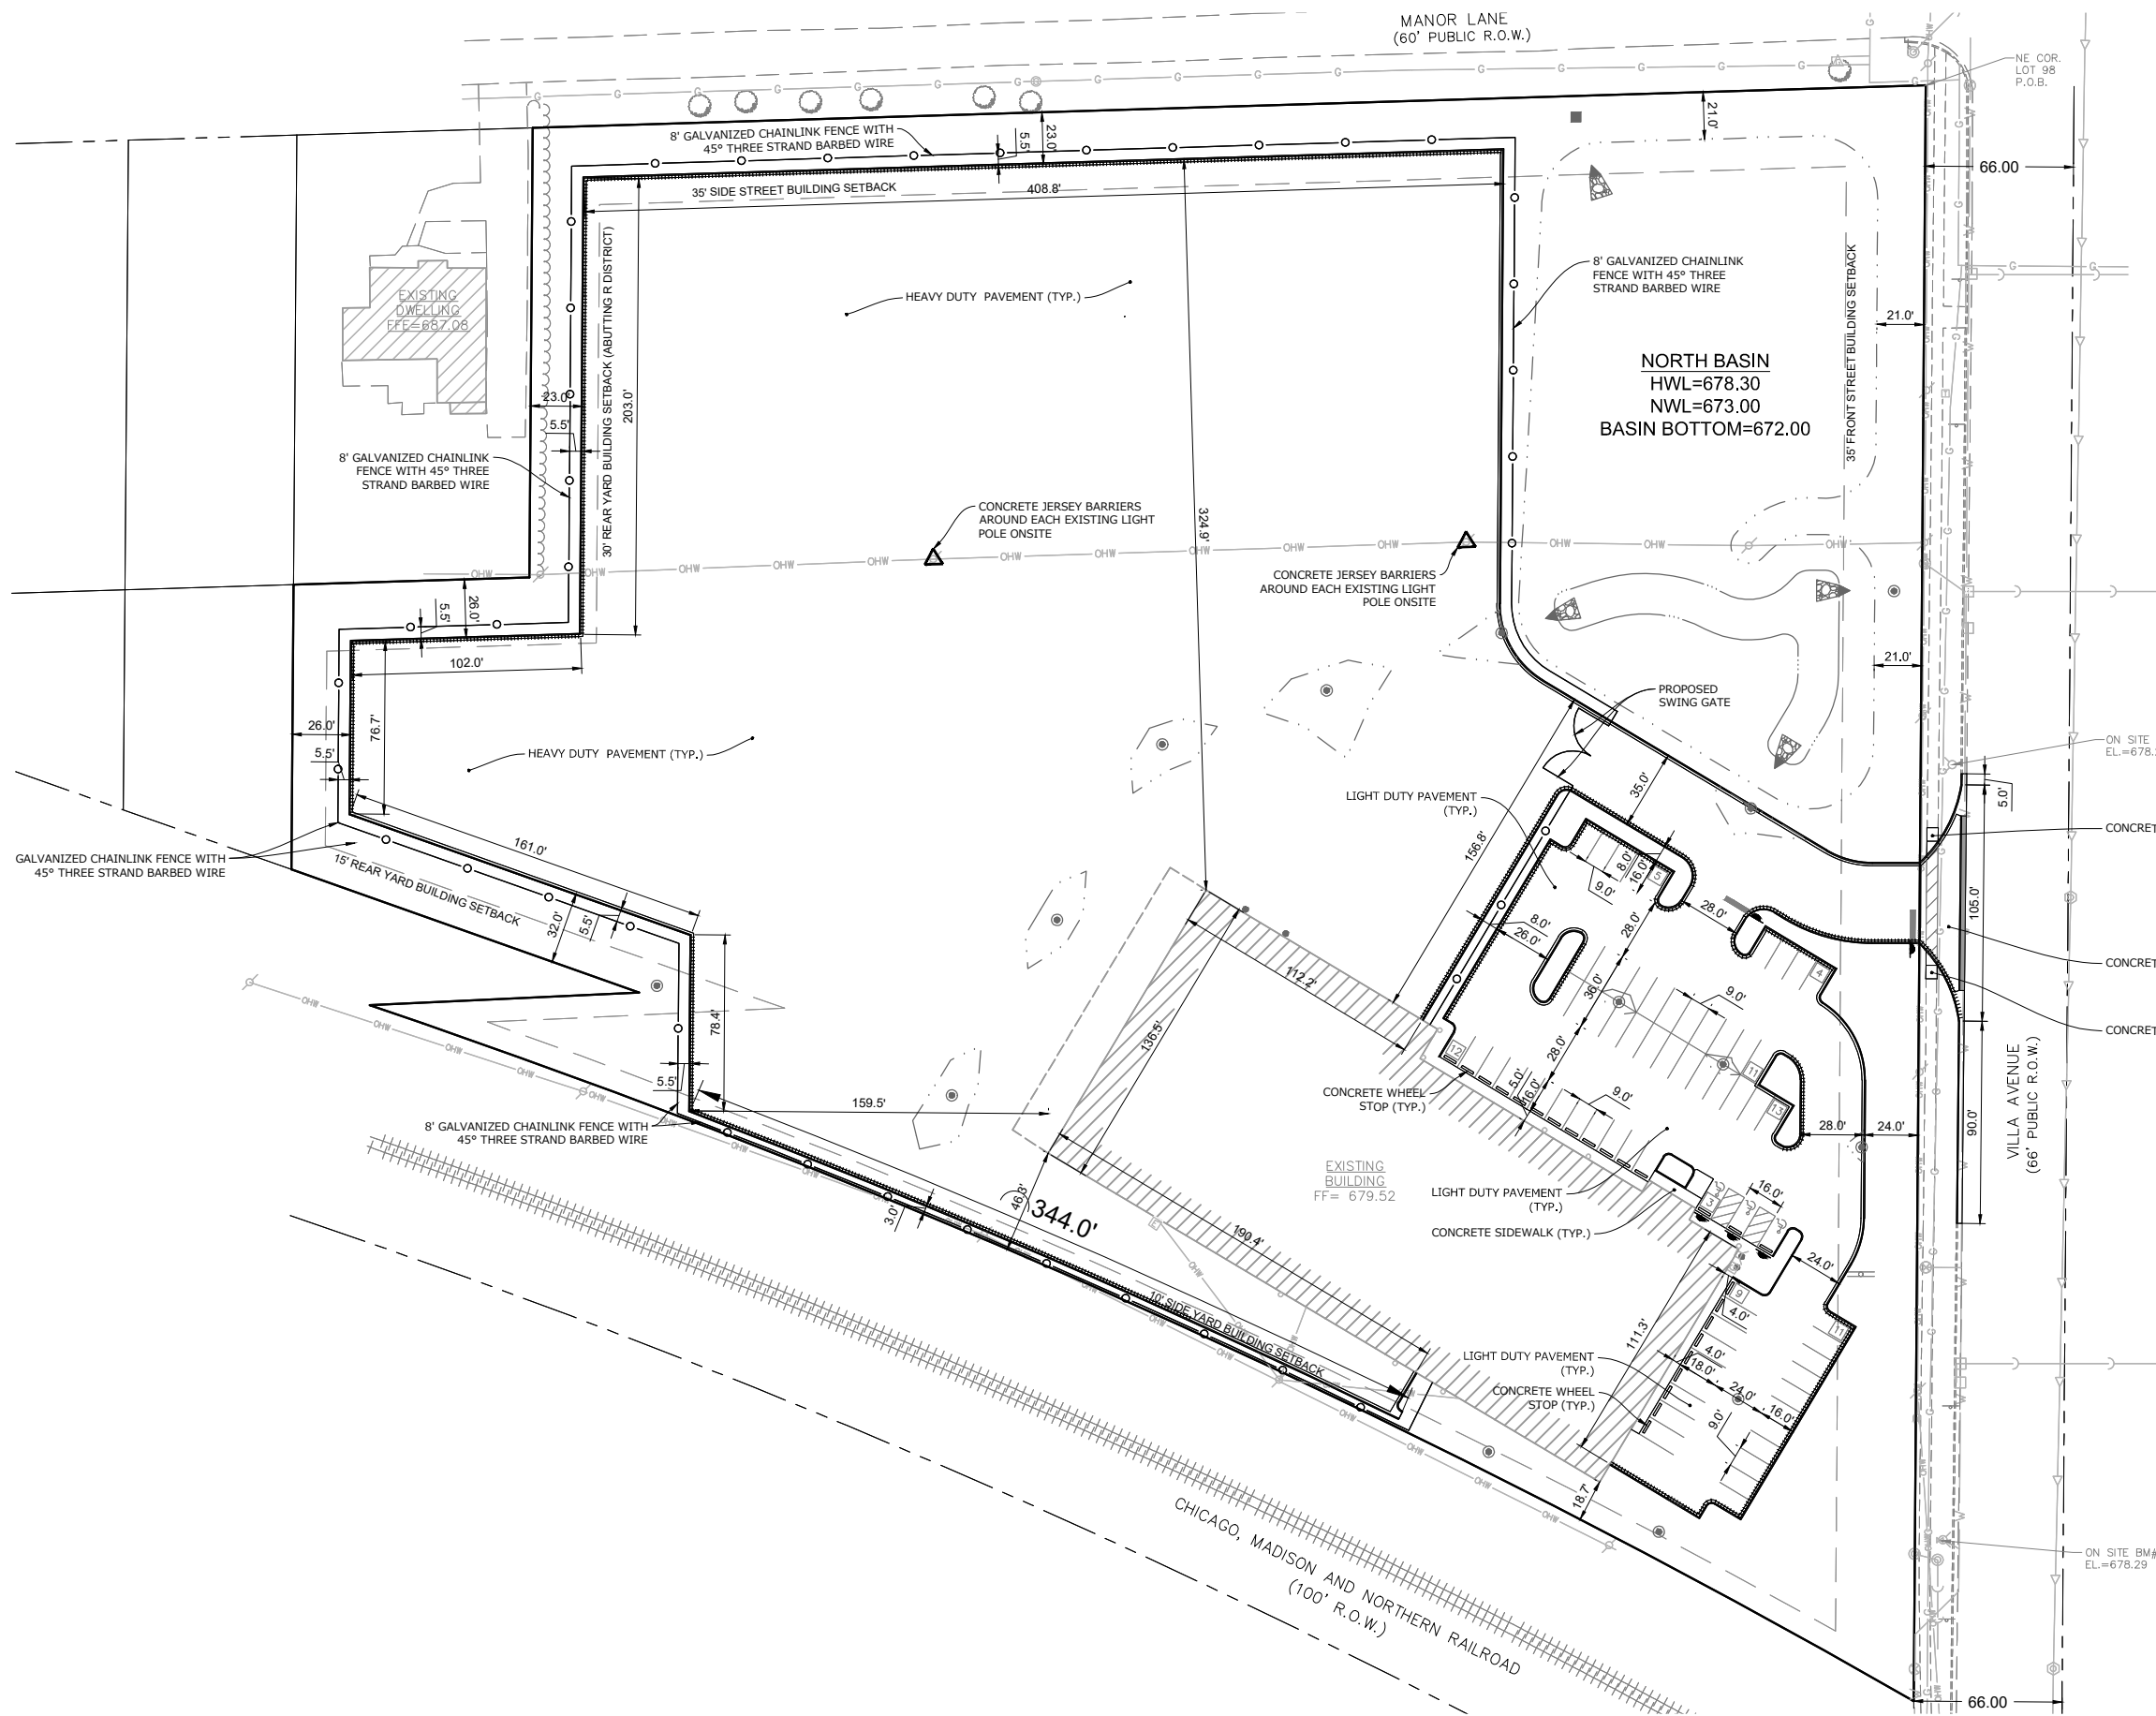 MANOR LANE
(60' PUBLIC R.O.W.)
NE COR.
LOT 98
P.O.B.
8' GALVANIZED CHAINLINK FENCE WITH
45° THREE STRAND BARBED WIRE
5.5'
23.0'
21.0'
66.00
35' SIDE STREET BUILDING SETBACK
408.8'
EXISTING
DWELLING
FFE=687.08
30' REAR YARD BUILDING SETBACK (ABUTTING R DISTRICT)
203.0'
HEAVY DUTY PAVEMENT (TYP.)
8' GALVANIZED CHAINLINK
FENCE WITH 45° THREE
STRAND BARBED WIRE
35' FRONT STREET BUILDING SETBACK
21.0'
NORTH BASIN
HWL=678.30
NWL=673.00
BASIN BOTTOM=672.00
23.0'
5.5'
8' GALVANIZED CHAINLINK
FENCE WITH 45° THREE
STRAND BARBED WIRE
CONCRETE JERSEY BARRIERS
AROUND EACH EXISTING LIGHT
POLE ONSITE
324.9'
CONCRETE JERSEY BARRIERS
AROUND EACH EXISTING LIGHT
POLE ONSITE
26.0'
5.5'
102.0'
21.0'
PROPOSED
SWING GATE
26.0'
5.5'
76.7'
HEAVY DUTY PAVEMENT (TYP.)
ON SITE
EL.=678.
5.0'
35.0'
LIGHT DUTY PAVEMENT
(TYP.)
156.8'
161.0'
GALVANIZED CHAINLINK FENCE WITH
45° THREE STRAND BARBED WIRE
15' REAR YARD BUILDING SETBACK
32.0'
5.5'
8.0'
16.0'
9.0'
5
28.0'
28.0'
8.0'
26.0'
105.0'
CONCRET
CONCRET
CONCRET
112.2'
136.5'
36.0'
9.0'
4
78.4'
5.5'
159.5'
12
28.0'
5.0'
16.0'
9.0'
11
13
28.0'
24.0'
90.0'
VILLA AVENUE
(66' PUBLIC R.O.W.)
CONCRETE WHEEL
STOP (TYP.)
8' GALVANIZED CHAINLINK FENCE WITH
45° THREE STRAND BARBED WIRE
EXISTING
BUILDING
FF= 679.52
LIGHT DUTY PAVEMENT
(TYP.)
CONCRETE SIDEWALK (TYP.)
3
16.0'
24.0'
3.0'
46.3'
344.0'
190.4'
10' SIDE YARD BUILDING SETBACK
111.3'
9
4.0'
11
LIGHT DUTY PAVEMENT
(TYP.)
CONCRETE WHEEL
STOP (TYP.)
4.0'
18.0'
24.0'
16.0'
9.0'
18.7'
CHICAGO, MADISON AND NORTHERN RAILROAD
(100' R.O.W.)
ON SITE BM#
EL.=678.29
66.00